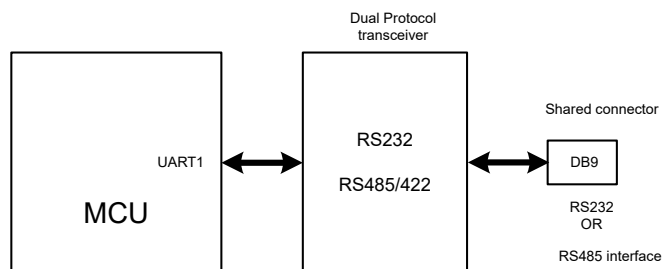 Dual Protocol
transceiver
Shared connector
RS232
UART1
DB9
RS485/422
MCU
RS232
OR
RS485 interface